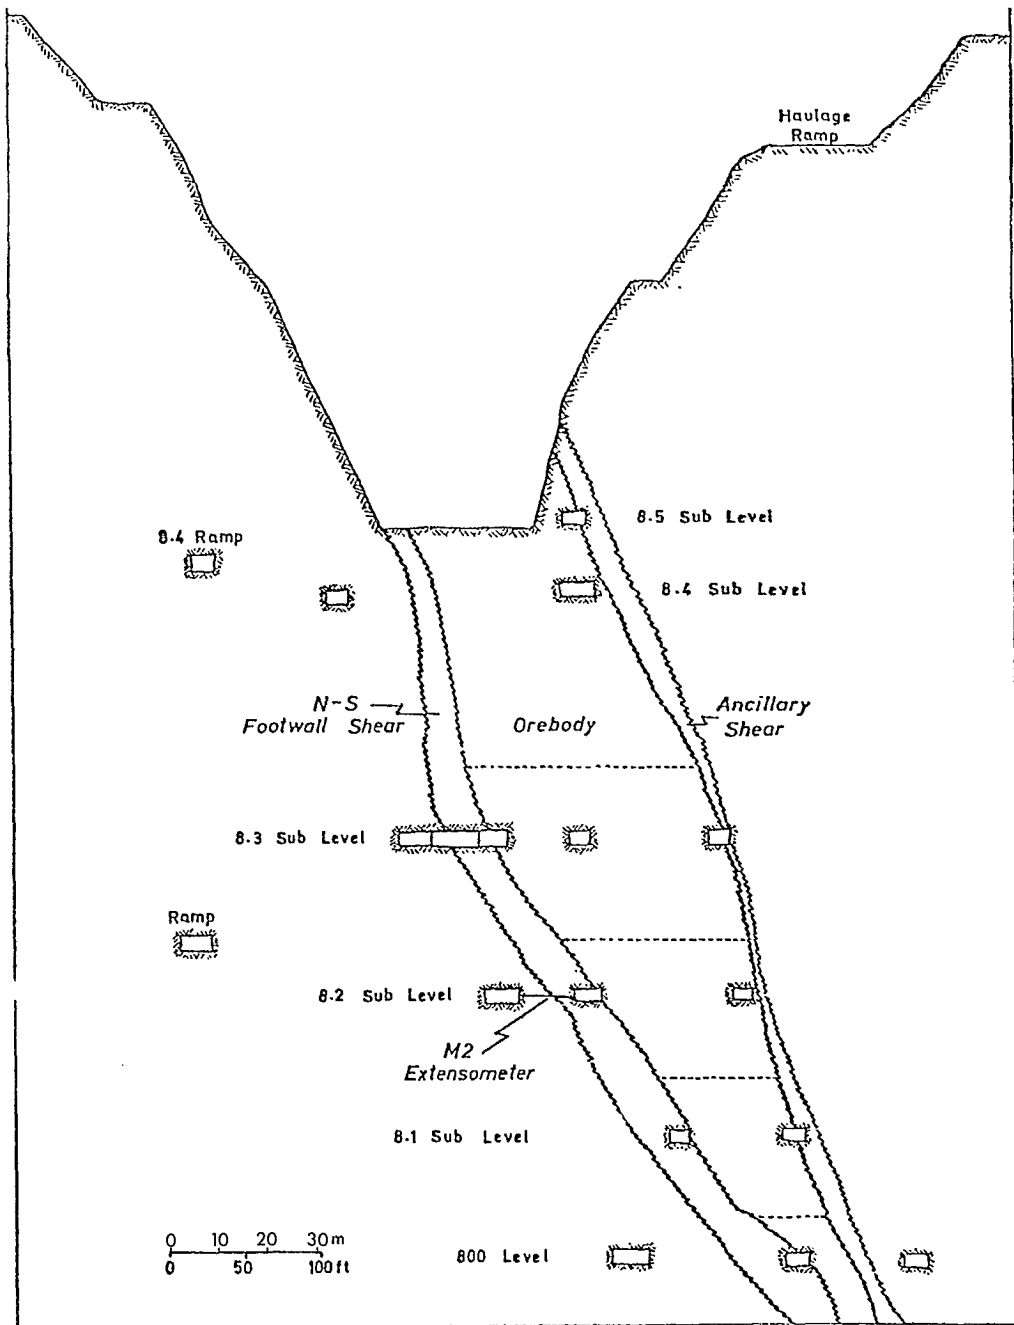 Haulage
Ramp
8.5 Sub Level
8.4 Ramp
8.4 Sub Level
N-S
Footwall Shear
Orebody
Ancillary
Shear
8.3 Sub Level
Ramp
8.2 Sub Level
M2
Extensometer
8.1 Sub Level
0 10 20 30m
0 50 100ft
800 Level